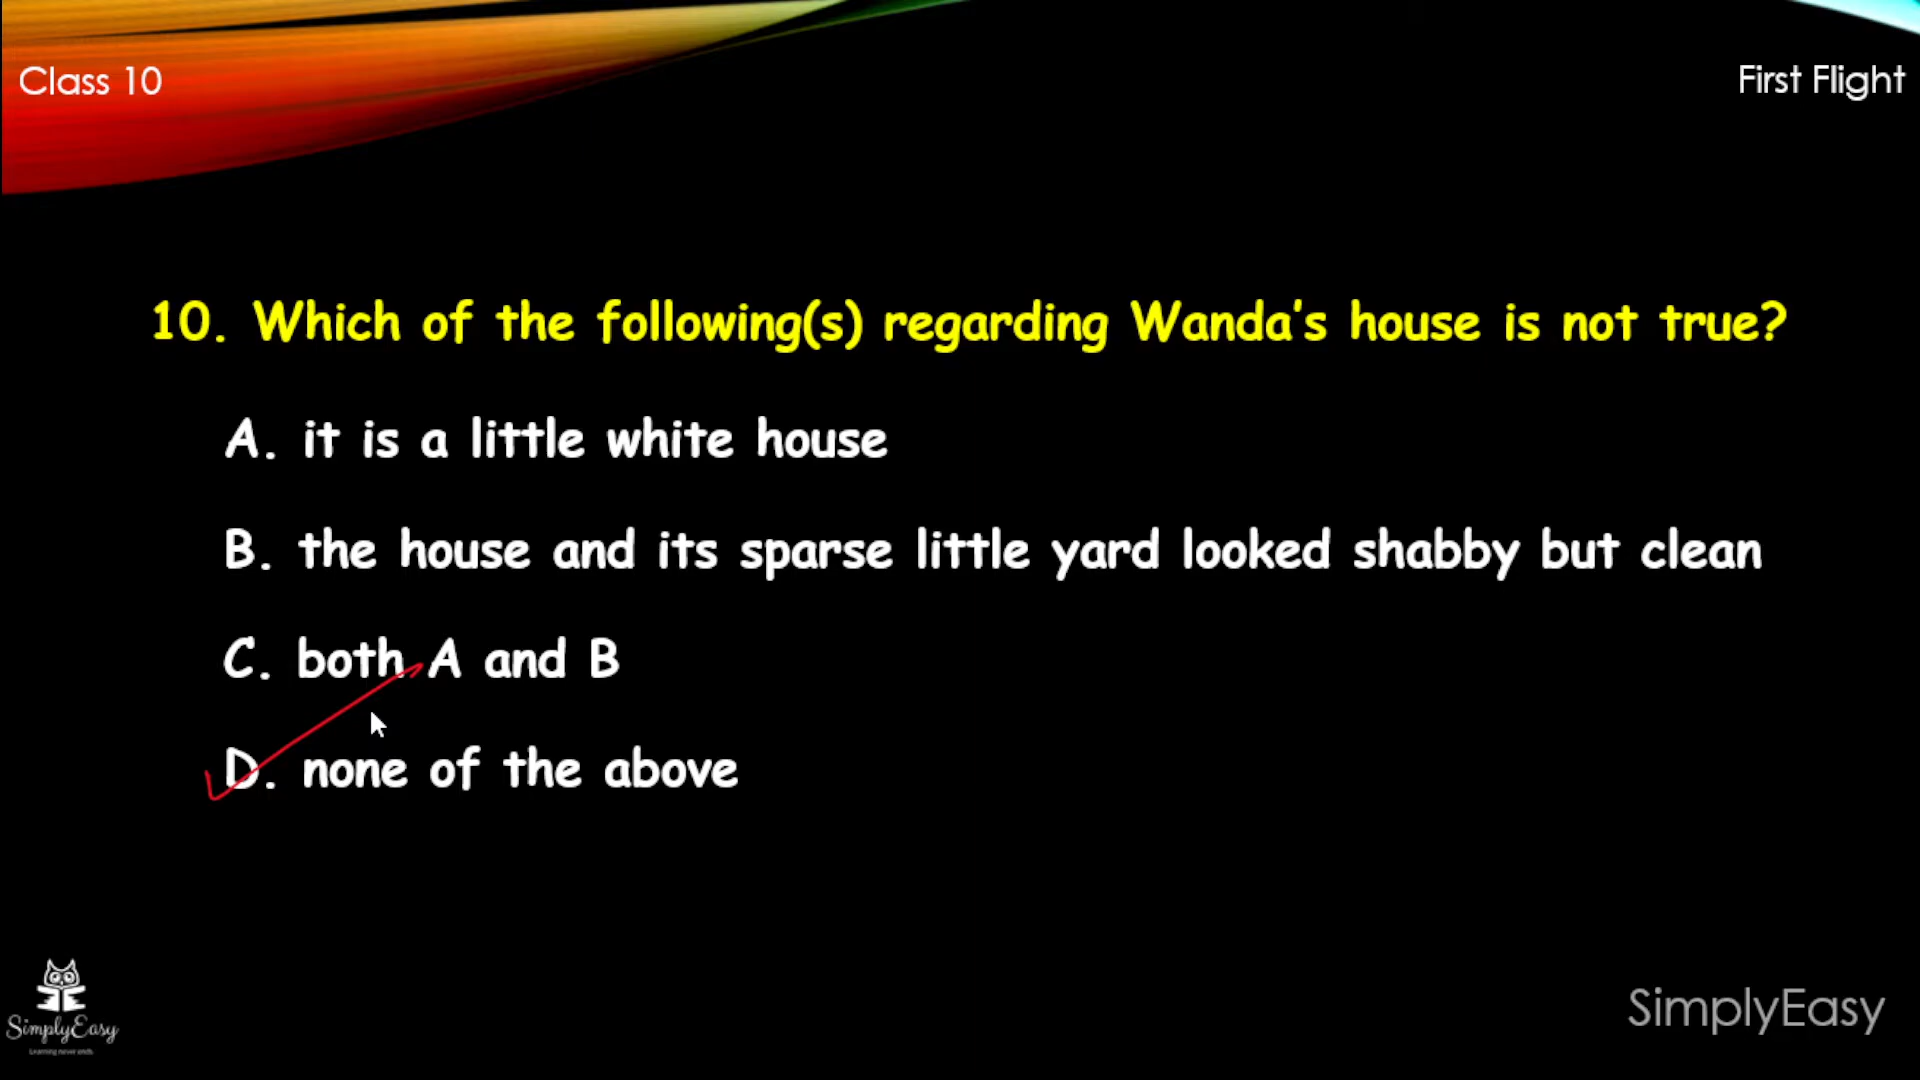 Class 10
First Flight
10. Which of the following(s) regarding Wanda's house is not true?
A. it is a little white house
B. the house and its sparse little yard looked shabby but clean
C. both A and B
D. none of the above
SimplyEasy
Learning never ends.
SimplyEasy